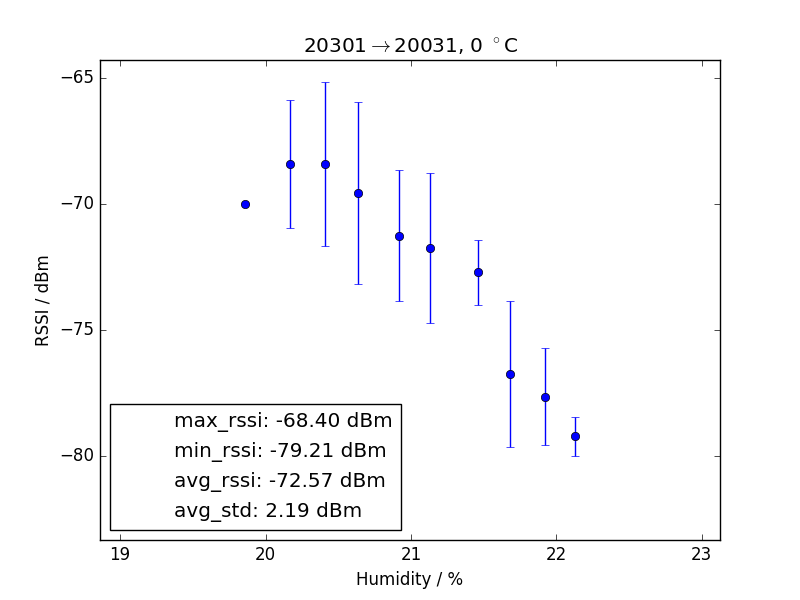 20301→20031, 0 °C
−65
−70
−75
−80
RSSI / dBm
max_rssi: -68.40 dBm
min_rssi: -79.21 dBm
avg_rssi: -72.57 dBm
avg_std: 2.19 dBm
19 20 21 22 23
Humidity / %